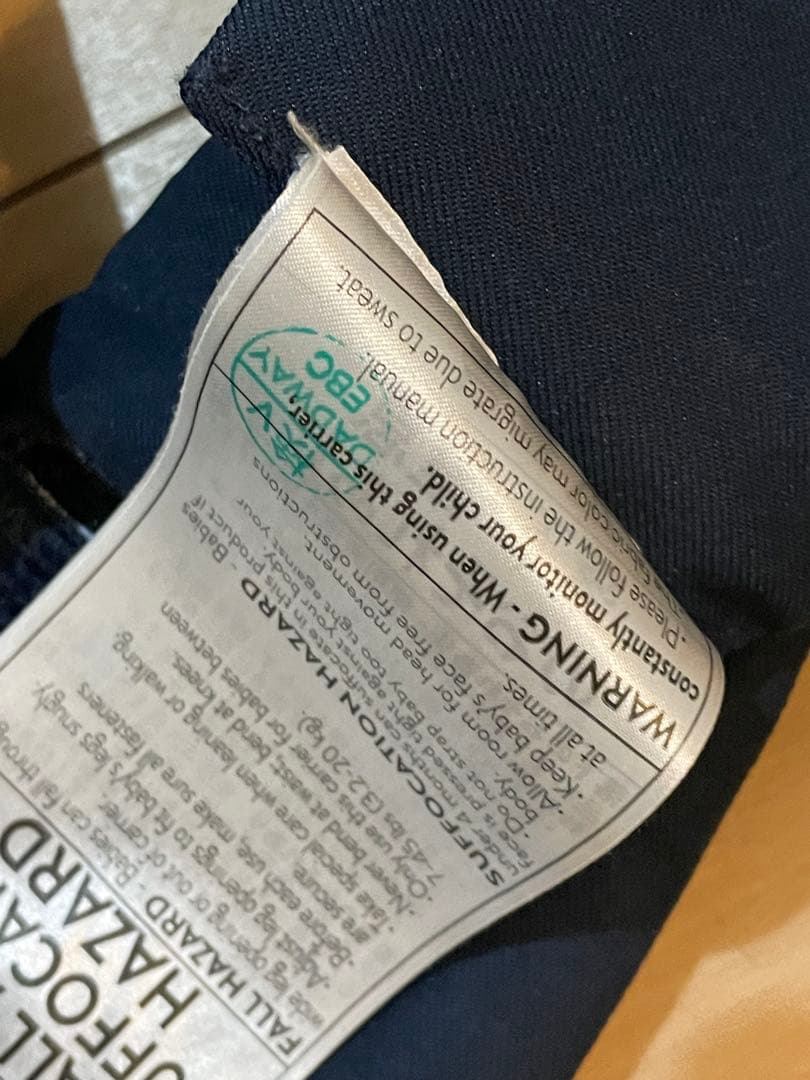 ALL
UFFOCA
HAZARD
FALL HAZARD - Babies can fall throug
wide leg opening or out of carrier.
·Adjust leg openings to fit baby's legs snugly.
·Before each use, make sure all fasteners
are secure.
·Take special care when leaning or walking.
·Never bend at waist; bend at knees.
·Only use this carrier for babies between
7-45 lbs (3.2-20 kg).
SUFFOCATION HAZARD - Babies
under 4 months can suffocate in this product if
face is pressed tight against your body.
·Do not strap baby too tight against your
body.
·Allow room for head movement.
·Keep baby's face free from obstructions
at all times.
WARNING - When using this carrier,
constantly monitor your child.
·Please follow the instruction manual.
·The fabric color may migrate due to sweat.
DADWAY
EBC